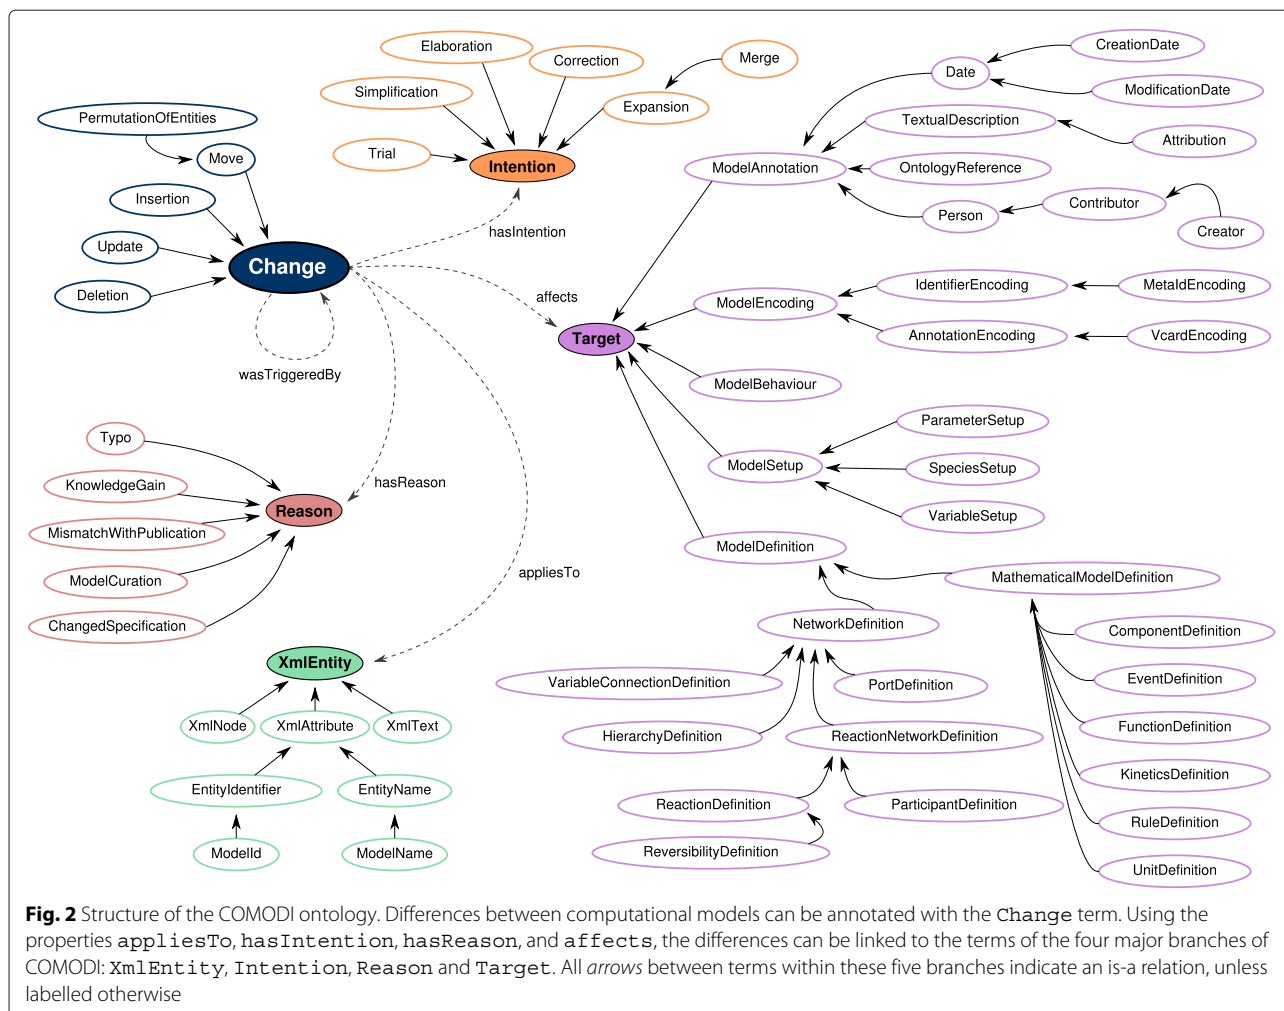 Elaboration
Correction
Merge
CreationDate
Date
ModificationDate
Simplification
Expansion
PermutationOfEntities
TextualDescription
Attribution
Trial
Move
Intention
ModelAnnotation
OntologyReference
Insertion
Person
Contributor
Creator
hasIntention
Update
Change
Deletion
affects
ModelEncoding
IdentifierEncoding
MetaIdEncoding
Target
AnnotationEncoding
VcardEncoding
wasTriggeredBy
ModelBehaviour
ParameterSetup
Typo
ModelSetup
SpeciesSetup
KnowledgeGain
hasReason
Reason
VariableSetup
MismatchWithPublication
ModelDefinition
ModelCuration
appliesTo
MathematicalModelDefinition
ChangedSpecification
NetworkDefinition
ComponentDefinition
XmlEntity
VariableConnectionDefinition
PortDefinition
EventDefinition
XmlNode
XmlAttribute
XmlText
HierarchyDefinition
ReactionNetworkDefinition
FunctionDefinition
KineticsDefinition
EntityIdentifier
EntityName
ReactionDefinition
ParticipantDefinition
RuleDefinition
ModelId
ModelName
ReversibilityDefinition
UnitDefinition
Fig. 2 Structure of the COMODI ontology. Differences between computational models can be annotated with the Change term. Using the
properties appliesTo, hasIntention, hasReason, and affects, the differences can be linked to the terms of the four major branches of
COMODI: XmlEntity, Intention, Reason and Target. All arrows between terms within these five branches indicate an is-a relation, unless
labelled otherwise